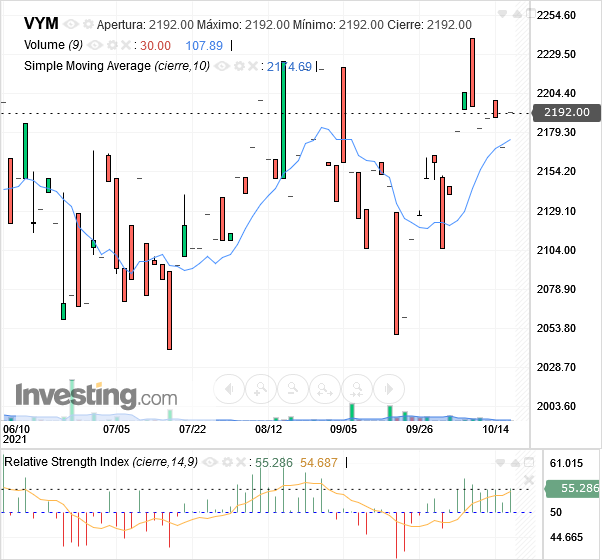 VYM Apertura: 2192.00 Máximo: 2192.00 Mínimo: 2192.00 Cierre: 2192.00
Volume (9) : 30.00 107.89
Simple Moving Average (cierre,10) : 2174.69
2254.60
2229.50
2204.40
2192.00
2179.30
2154.20
2129.10
2104.00
2078.90
2053.80
2028.70
2003.60
Investing.com
06/10 07/05 07/22 08/12 09/05 09/26 10/14
2021
Relative Strength Index (cierre,14,9) : 55.286 54.687
61.015
55.286
50
44.665